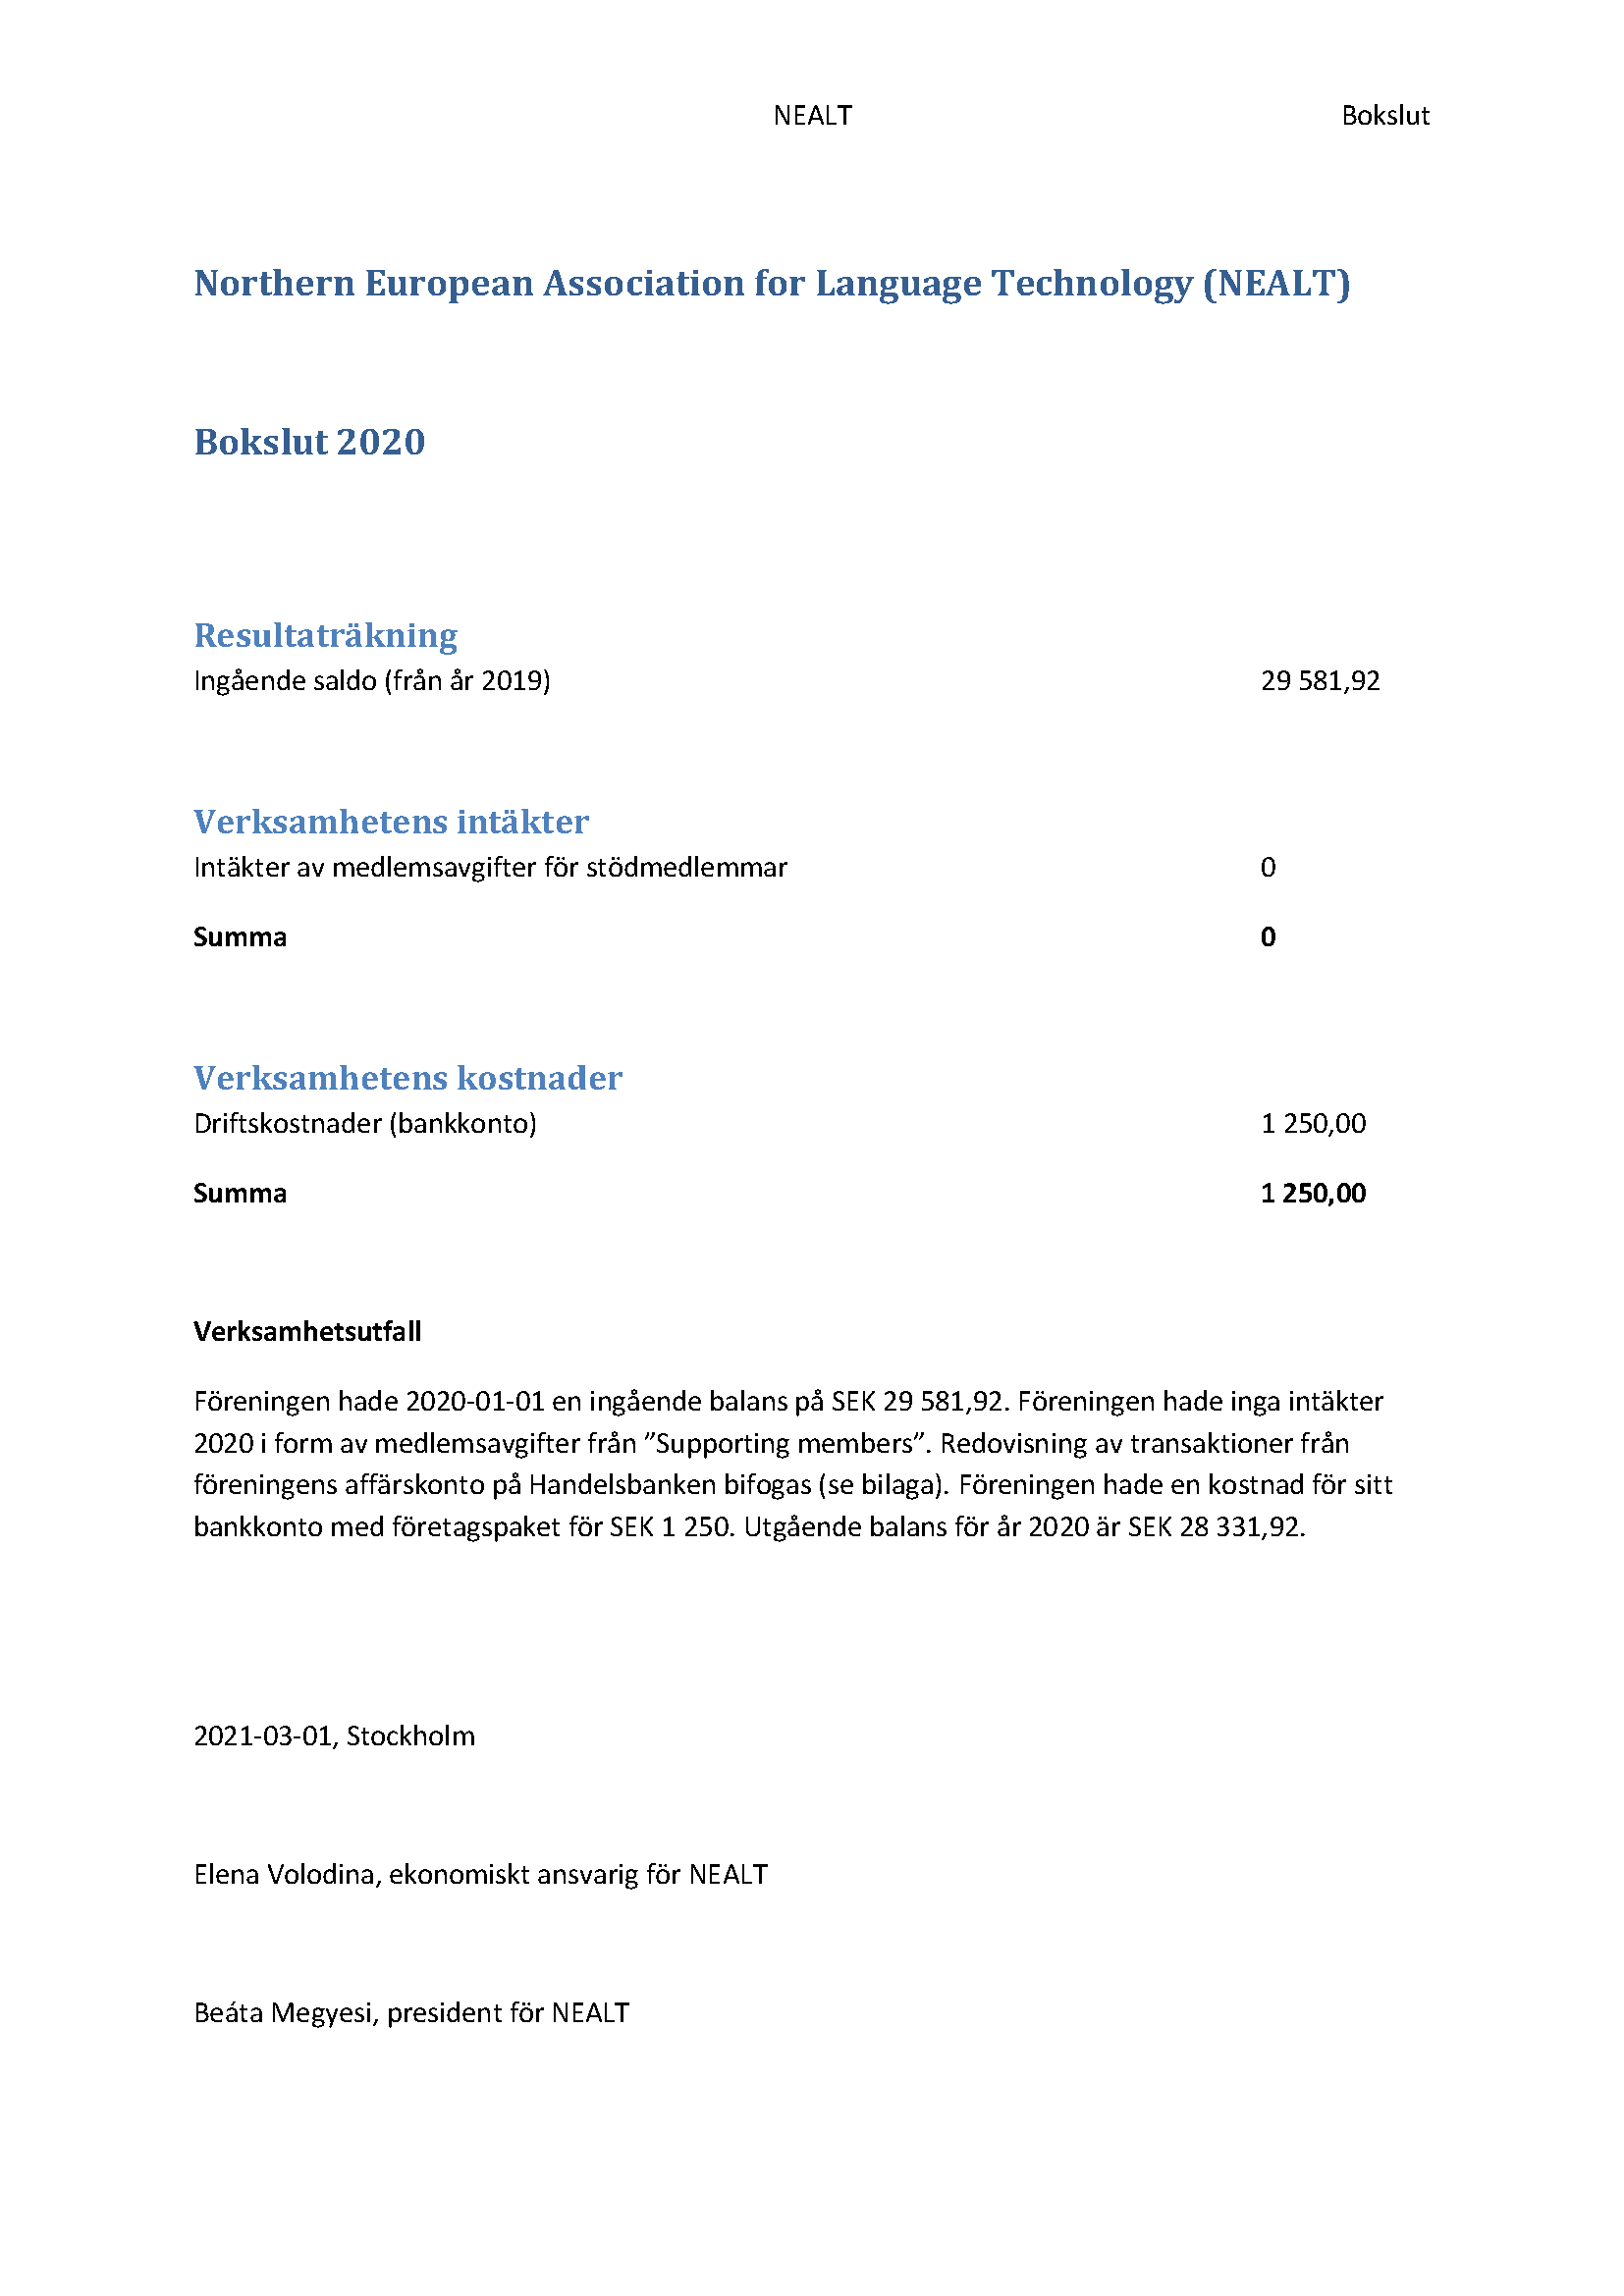 NEALT Bokslut
Northern European Association for Language Technology (NEALT)
Bokslut 2020
Resultaträkning
Ingående saldo (från år 2019) 29 581,92
Verksamhetens intäkter
Intäkter av medlemsavgifter för stödmedlemmar 0
Summa 0
Verksamhetens kostnader
Driftskostnader (bankkonto) 1 250,00
Summa 1 250,00
Verksamhetsutfall
Föreningen hade 2020-01-01 en ingående balans på SEK 29 581,92. Föreningen hade inga intäkter
2020 i form av medlemsavgifter från ”Supporting members”. Redovisning av transaktioner från
föreningens affärskonto på Handelsbanken bifogas (se bilaga). Föreningen hade en kostnad för sitt
bankkonto med företagspaket för SEK 1 250. Utgående balans för år 2020 är SEK 28 331,92.
2021-03-01, Stockholm
Elena Volodina, ekonomiskt ansvarig för NEALT
Beáta Megyesi, president för NEALT